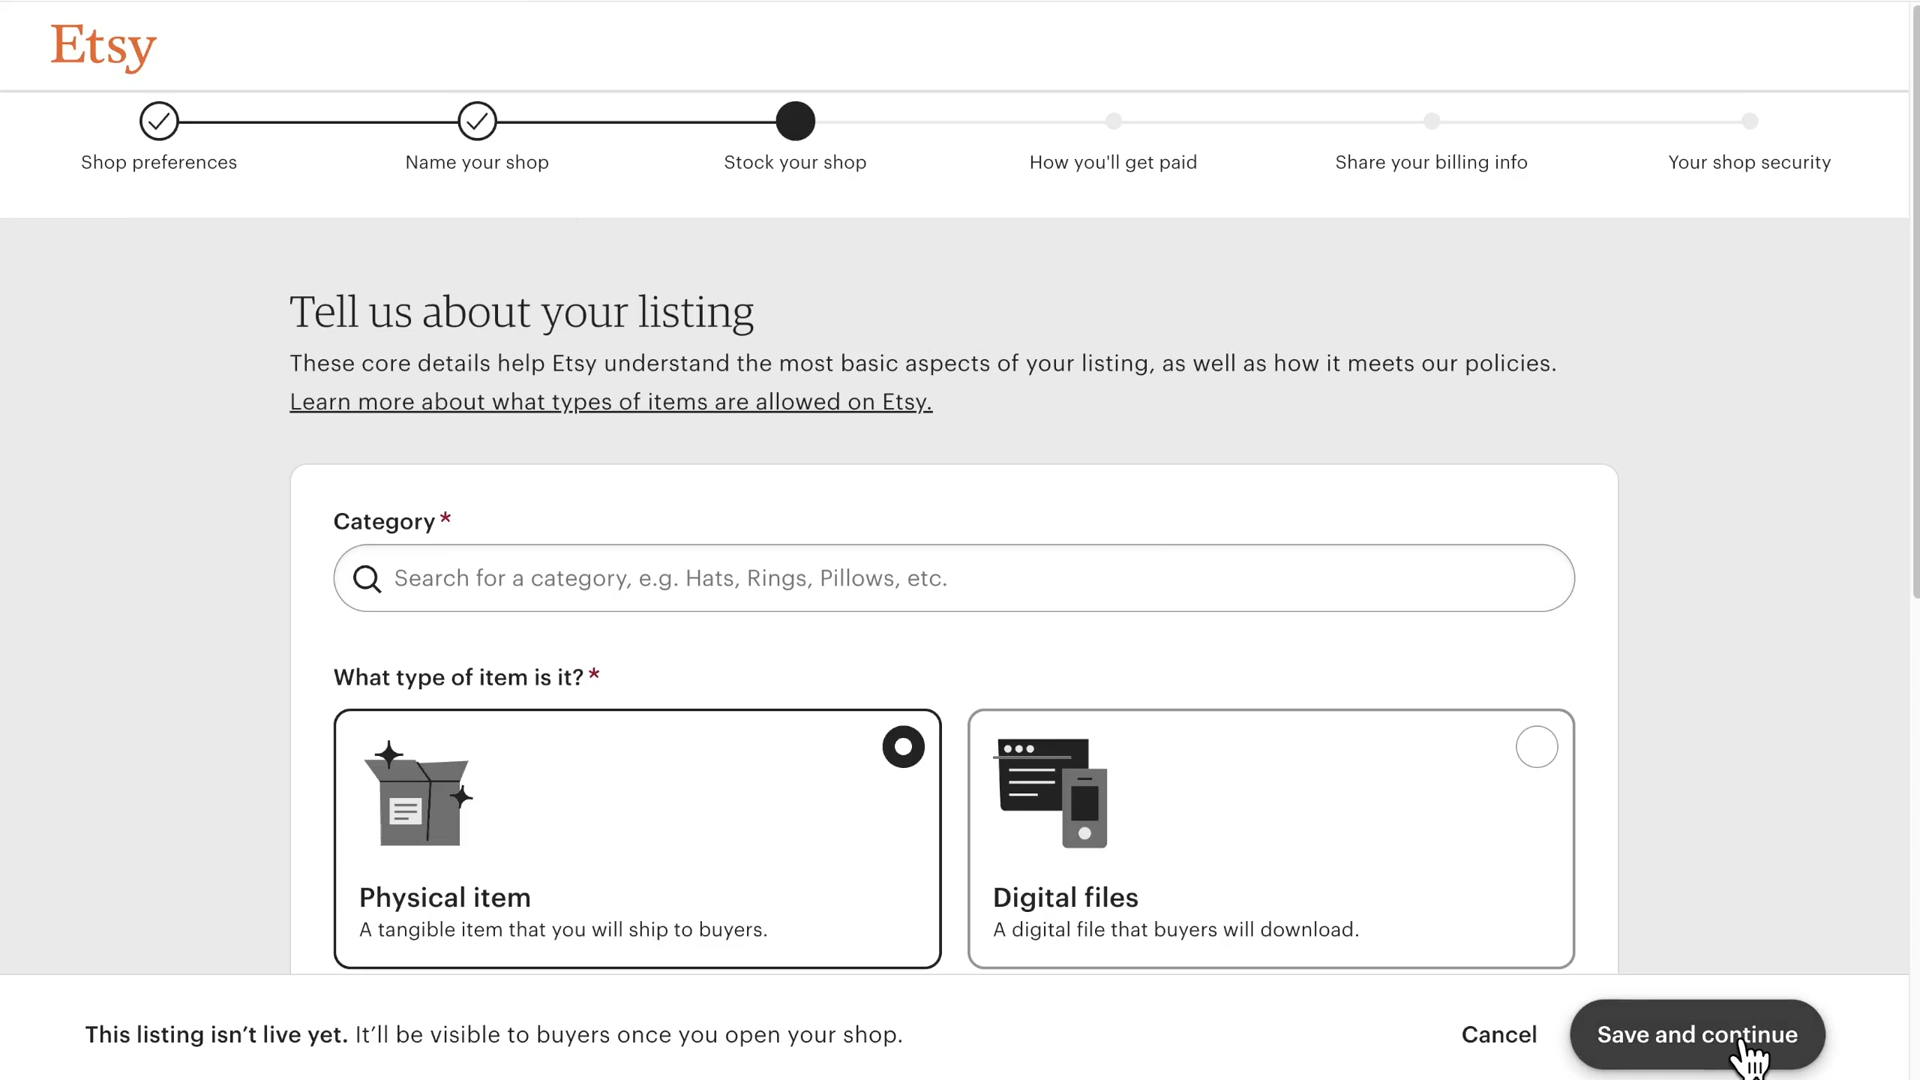 Etsy
Shop preferences
Name your shop
Stock your shop
How you'll get paid
Share your billing info
Your shop security
Tell us about your listing
These core details help Etsy understand the most basic aspects of your listing, as well as how it meets our policies.
Learn more about what types of items are allowed on Etsy.
Category *
Search for a category, e.g. Hats, Rings, Pillows, etc.
What type of item is it? *
Physical item
A tangible item that you will ship to buyers.
Digital files
A digital file that buyers will download.
This listing isn’t live yet. It’ll be visible to buyers once you open your shop.
Cancel
Save and continue